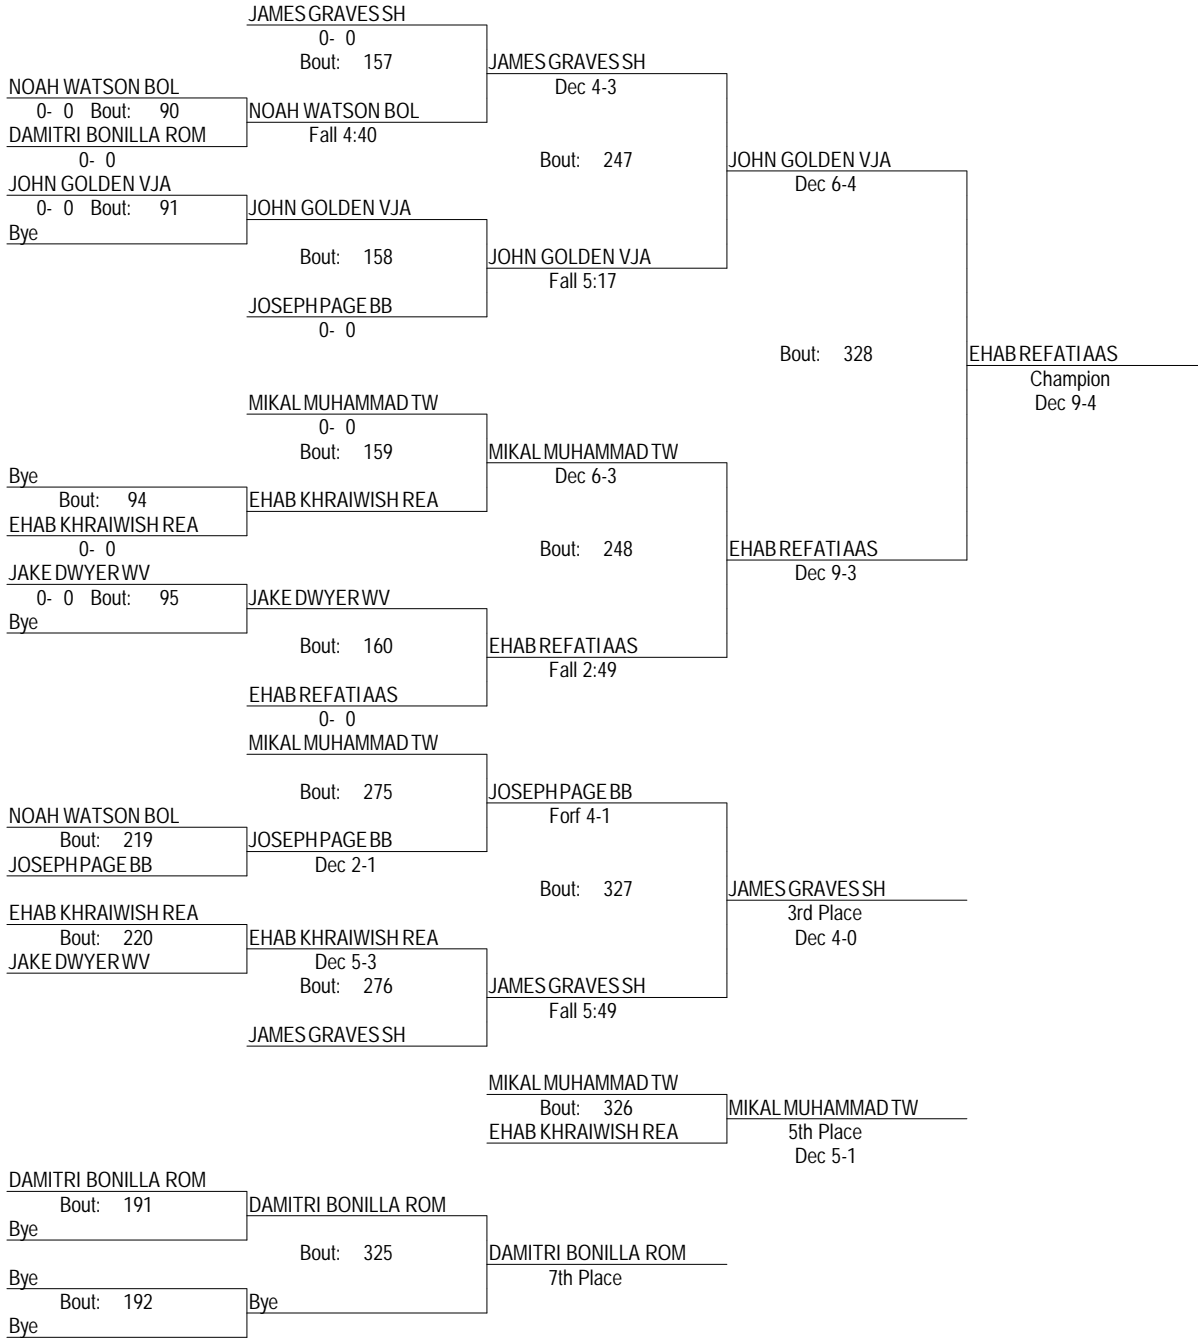 JAMES GRAVES SH
0- 0
Bout: 157
JAMES GRAVES SH
Dec 4-3
NOAH WATSON BOL
0- 0 Bout: 90
NOAH WATSON BOL
Fall 4:40
DAMITRI BONILLA ROM
0- 0
Bout: 247
JOHN GOLDEN VJA
Dec 6-4
JOHN GOLDEN VJA
0- 0 Bout: 91
JOHN GOLDEN VJA
Bye
Bout: 158
JOHN GOLDEN VJA
Fall 5:17
JOSEPH PAGE BB
0- 0
Bout: 328
EHAB REFATI AAS
Champion
Dec 9-4
MIKAL MUHAMMAD TW
0- 0
Bout: 159
MIKAL MUHAMMAD TW
Dec 6-3
Bye
Bout: 94
EHAB KHRAIWISH REA
EHAB KHRAIWISH REA
0- 0
Bout: 248
EHAB REFATI AAS
Dec 9-3
JAKE DWYER WV
0- 0 Bout: 95
JAKE DWYER WV
Bye
Bout: 160
EHAB REFATI AAS
Fall 2:49
EHAB REFATI AAS
0- 0
MIKAL MUHAMMAD TW
Bout: 275
JOSEPH PAGE BB
Forf 4-1
NOAH WATSON BOL
Bout: 219
JOSEPH PAGE BB
Dec 2-1
JOSEPH PAGE BB
Bout: 327
JAMES GRAVES SH
3rd Place
Dec 4-0
EHAB KHRAIWISH REA
Bout: 220
EHAB KHRAIWISH REA
Dec 5-3
JAKE DWYER WV
Bout: 276
JAMES GRAVES SH
Fall 5:49
JAMES GRAVES SH
MIKAL MUHAMMAD TW
Bout: 326
MIKAL MUHAMMAD TW
5th Place
Dec 5-1
EHAB KHRAIWISH REA
DAMITRI BONILLA ROM
Bout: 191
DAMITRI BONILLA ROM
Bye
Bout: 325
DAMITRI BONILLA ROM
7th Place
Bye
Bout: 192
Bye
Bye